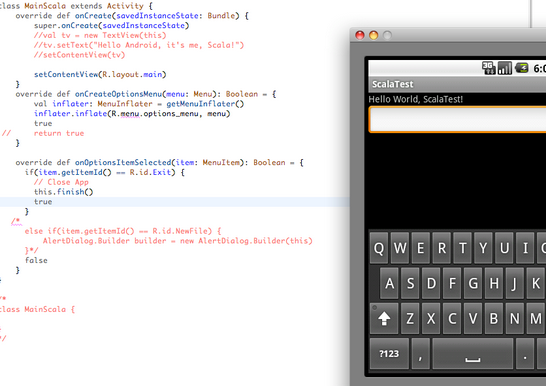 class MainScala extends Activity {
override def onCreate(savedInstanceState: Bundle) {
super.onCreate(savedInstanceState)
//val tv = new TextView(this)
//tv.setText("Hello Android, it's me, Scala!")
//setContentView(tv)
setContentView(R.layout.main)
}
override def onCreateOptionsMenu(menu: Menu): Boolean = {
val inflater: MenuInflater = getMenuInflater()
inflater.inflate(R.menu.options_menu, menu)
true
// return true
}
override def onOptionsItemSelected(item: MenuItem): Boolean = {
if(item.getItemId() == R.id.Exit) {
// Close App
this.finish()
true
}
/*
else if(item.getItemId() == R.id.NewFile) {
AlertDialog.Builder builder = new AlertDialog.Builder(this)
}*/
false
}
}
/*
class MainScala {
}
*/
3G
6:0
ScalaTest
Hello World, ScalaTest!
Q W E R T Y U I
A S D F G H J K
Z X C V B N M
?123 , .